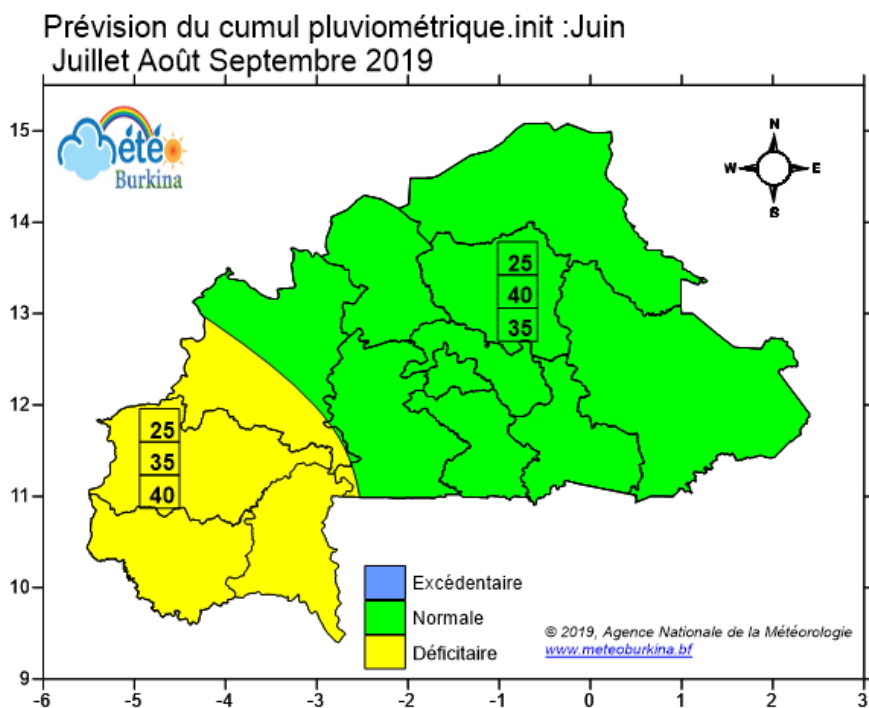 Prévision du cumul pluviométrique.init :Juin
Juillet Août Septembre 2019
Météo
Burkina
N
W
E
S
15
14
13
12
11
10
9
25
40
35
25
35
40
Excédentaire
Normale
Déficitaire
© 2019, Agence Nationale de la Météorologie
www.meteoburkina.bf
-6
-5
-4
-3
-2
-1
0
1
2
3